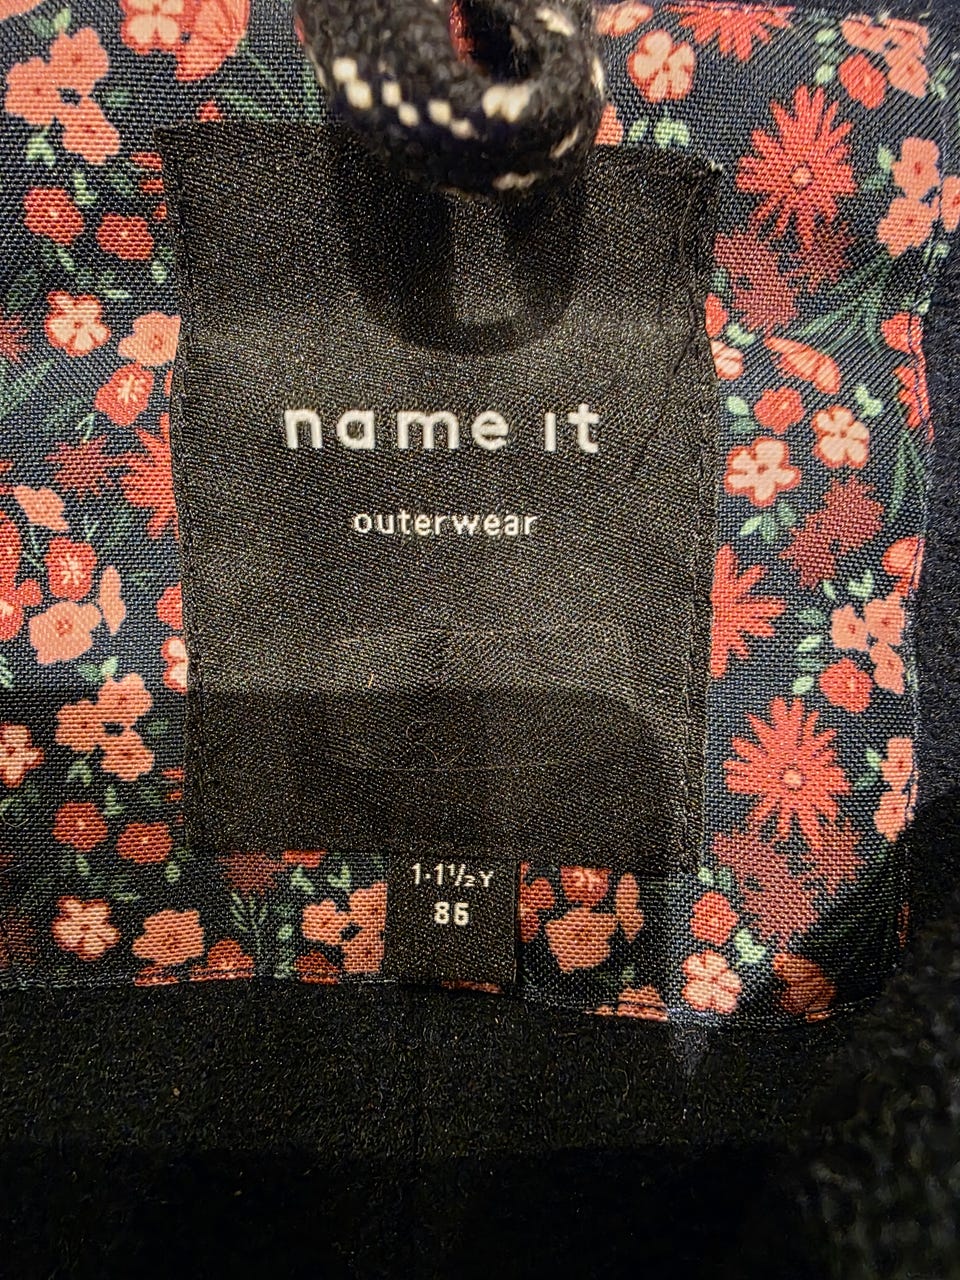 name it
outerwear
1-1½Y
86